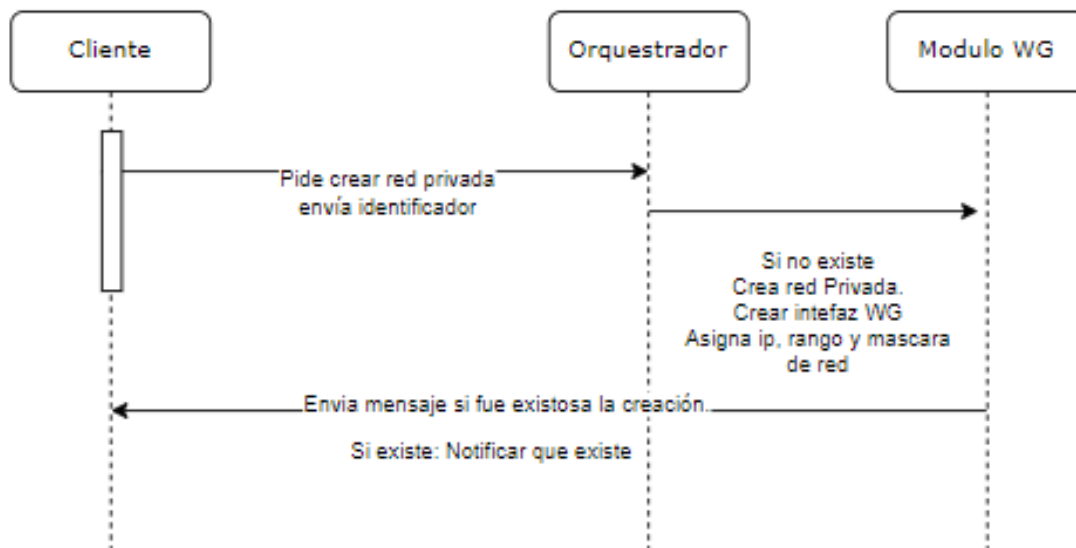 Cliente
Orquestrador
Modulo WG
Pide crear red privada
envía identificador
Si no existe
Crea red Privada.
Crear intefaz WG
Asigna ip, rango y mascara
de red
Envia mensaje si fue existosa la creación.
Si existe: Notificar que existe